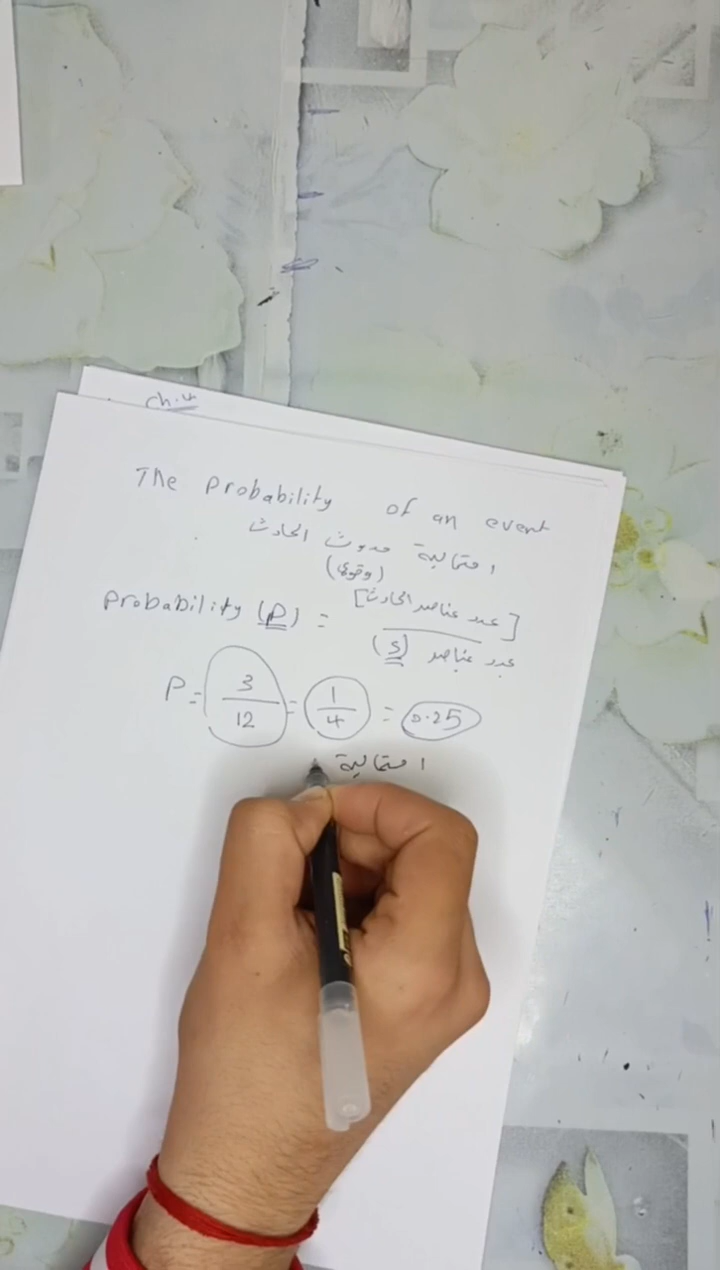 ch.4
The probability of an event
احتمالية حدوث الحادث
(وقوع)
probability (p) = [عدد عناصر الحادث]
عدد عناصر (s)
P = 3/12 = 1/4 = 0.25
احتمالية